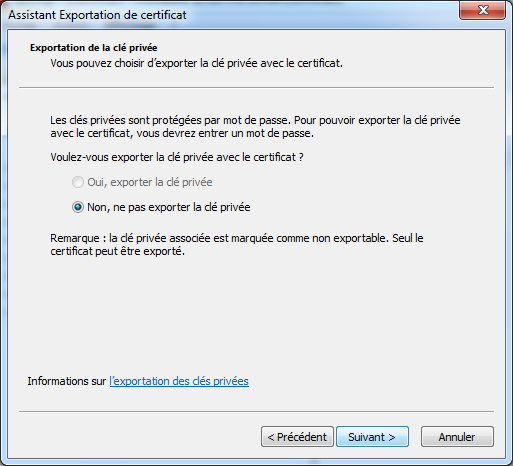 Assistant Exportation de certificat
Exportation de la clé privée
Vous pouvez choisir d'exporter la clé privée avec le certificat.
Les clés privées sont protégées par mot de passe. Pour pouvoir exporter la clé privée
avec le certificat, vous devrez entrer un mot de passe.
Voulez-vous exporter la clé privée avec le certificat ?
Oui, exporter la clé privée
Non, ne pas exporter la clé privée
Remarque : la clé privée associée est marquée comme non exportable. Seul le
certificat peut être exporté.
Informations sur l'exportation des clés privées
< Précédent Suivant > Annuler